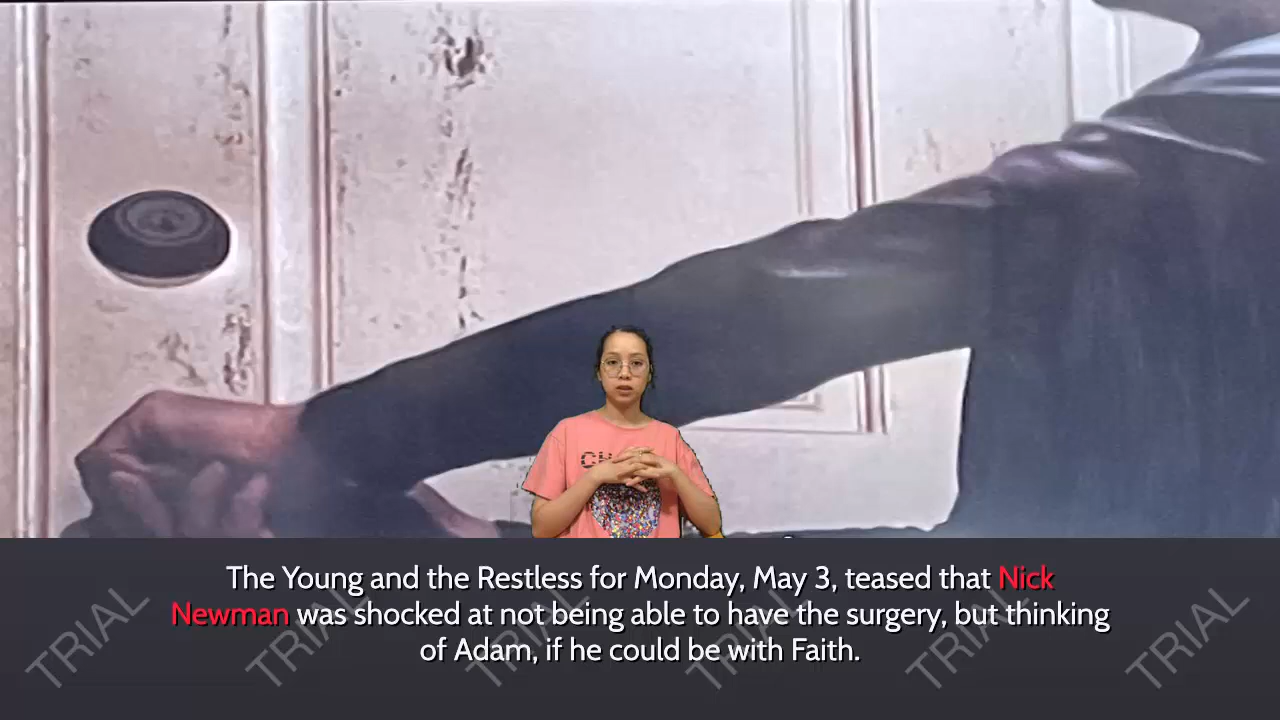 CH
The Young and the Restless for Monday, May 3, teased that Nick
Newman was shocked at not being able to have the surgery, but thinking
of Adam, if he could be with Faith.
TRIAL TRIAL TRIAL TRIAL TRIAL TRIAL